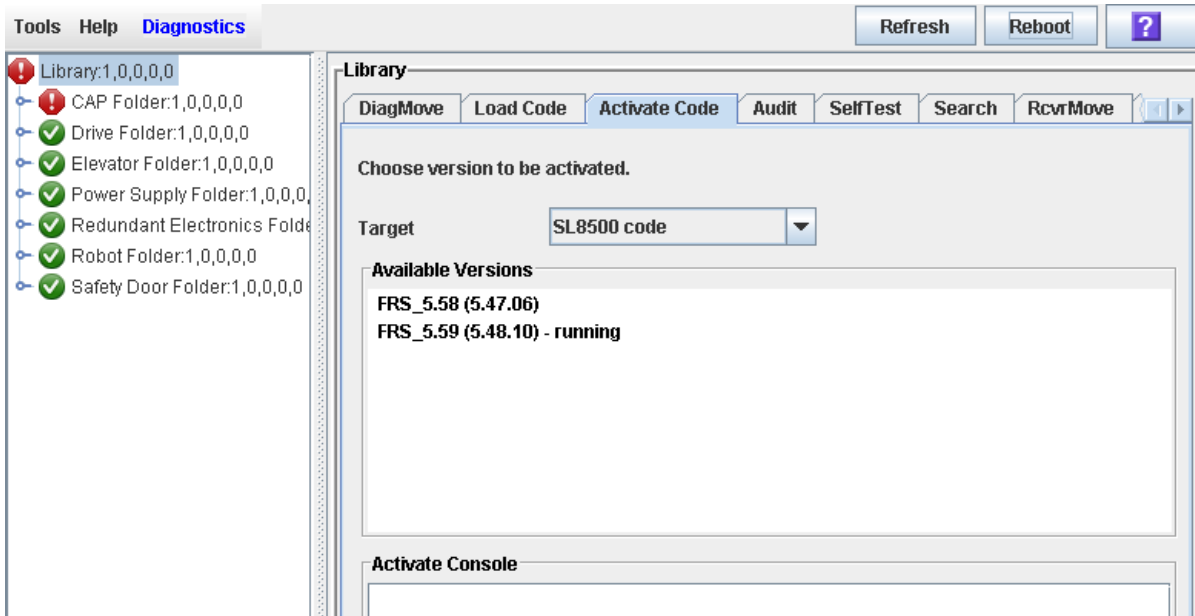 Tools Help Diagnostics
Refresh Reboot ?
Library:1,0,0,0,0
CAP Folder:1,0,0,0,0
Drive Folder:1,0,0,0,0
Elevator Folder:1,0,0,0,0
Power Supply Folder:1,0,0,0,
Redundant Electronics Folde
Robot Folder:1,0,0,0,0
Safety Door Folder:1,0,0,0,0
Library
DiagMove Load Code Activate Code Audit SelfTest Search RcvrMove
Choose version to be activated.
Target SL8500 code
Available Versions
FRS_5.58 (5.47.06)
FRS_5.59 (5.48.10) - running
Activate Console